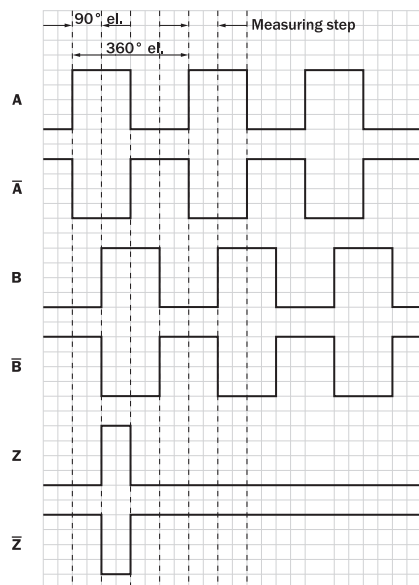 90° el.
Measuring step
360° el.
A
A̅
B
B̅
Z
Z̅